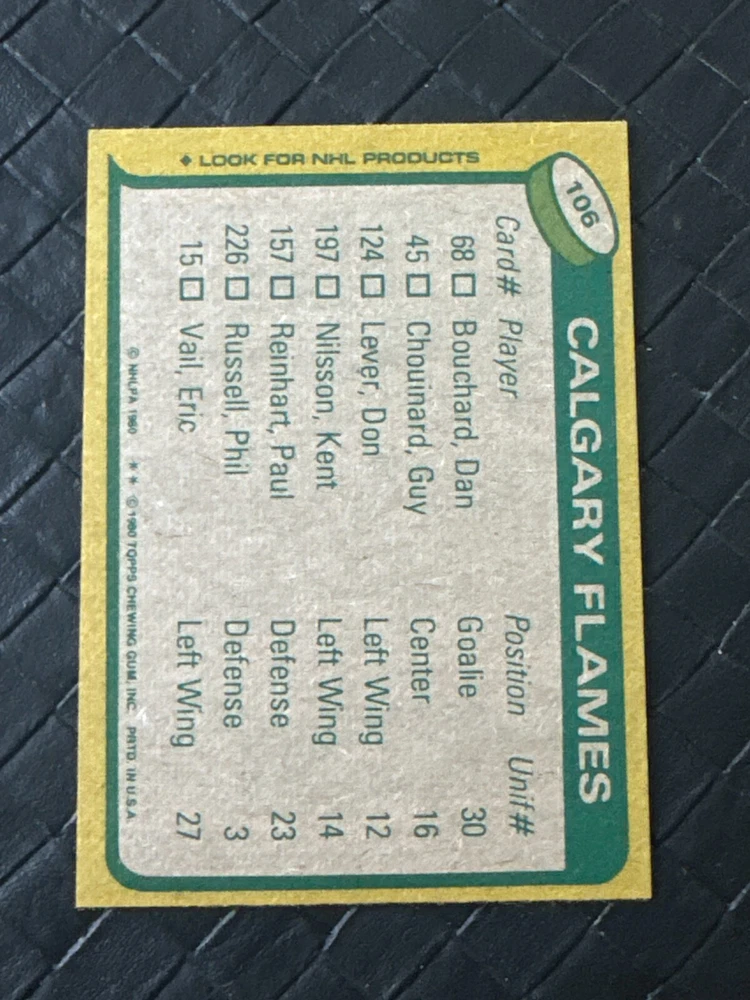 106
CALGARY FLAMES
Card# Player Position Unif#
68 □ Bouchard, Dan Goalie 30
45 □ Chouinard, Guy Center 16
124 □ Lever, Don Left Wing 12
197 □ Nilsson, Kent Left Wing 14
157 □ Reinhart, Paul Defense 23
226 □ Russell, Phil Defense 3
15 □ Vail, Eric Left Wing 27
© NHLPA 1980 ** © 1980 TOPPS CHEWING GUM, INC. PRTD. IN U.S.A
◆ LOOK FOR NHL PRODUCTS